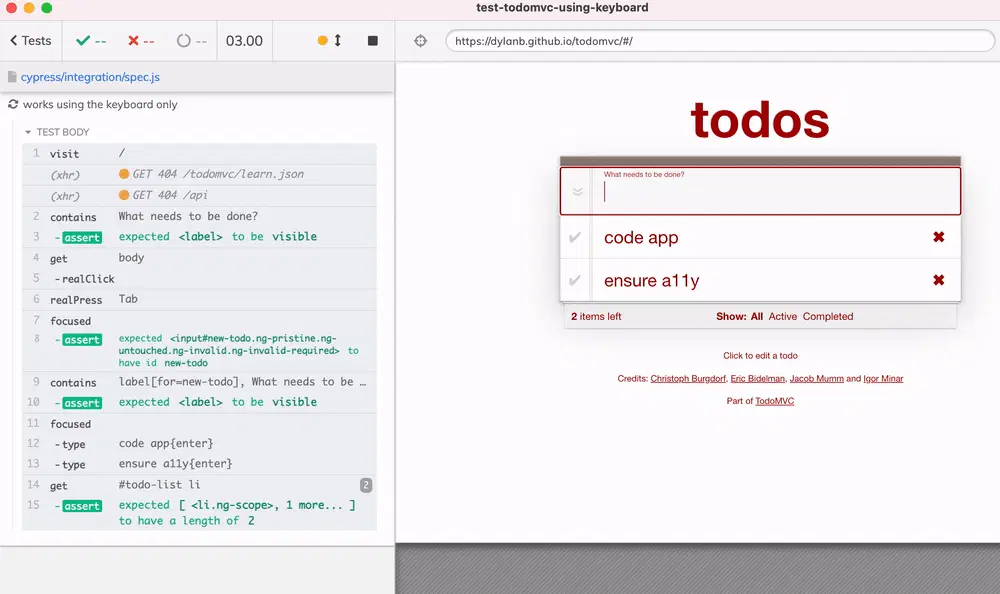 test-todomvc-using-keyboard
Tests -- -- -- 03.00
https://dylanb.github.io/todomvc/#/
cypress/integration/spec.js
works using the keyboard only
TEST BODY
1 visit /
(xhr) GET 404 /todomvc/learn.json
(xhr) GET 404 /api
2 contains What needs to be done?
3 -assert expected <label> to be visible
4 get body
5 -realClick
6 realPress Tab
7 focused
8 -assert expected <input#new-todo.ng-pristine.ng-
untouched.ng-invalid.ng-invalid-required> to
have id new-todo
9 contains label[for=new-todo], What needs to be …
10 -assert expected <label> to be visible
11 focused
12 -type code app{enter}
13 -type ensure a11y{enter}
14 get #todo-list li 2
15 -assert expected [ <li.ng-scope>, 1 more... ]
to have a length of 2
todos
What needs to be done?
code app
ensure a11y
2 items left Show: All Active Completed
Click to edit a todo
Credits: Christoph Burgdorf, Eric Bidelman, Jacob Mumm and Igor Minar
Part of TodoMVC